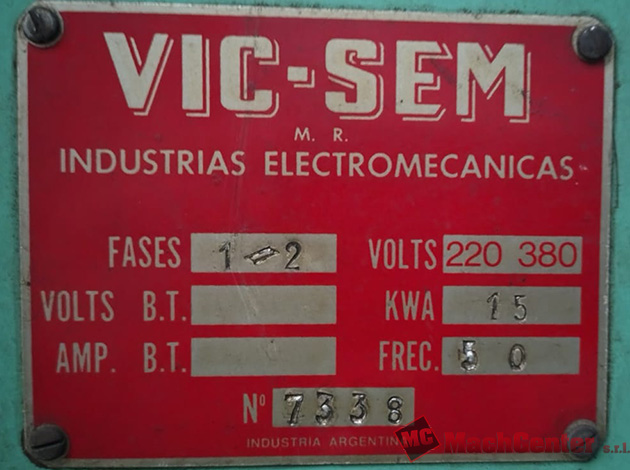 VIC-SEM
M. R.
INDUSTRIAS ELECTROMECANICAS
FASES 1-2 VOLTS 220 380
VOLTS B.T. KWA 15
AMP. B.T. FREC. 50
Nº 7338
INDUSTRIA ARGENTIN
MC MachCenter s.r.l.